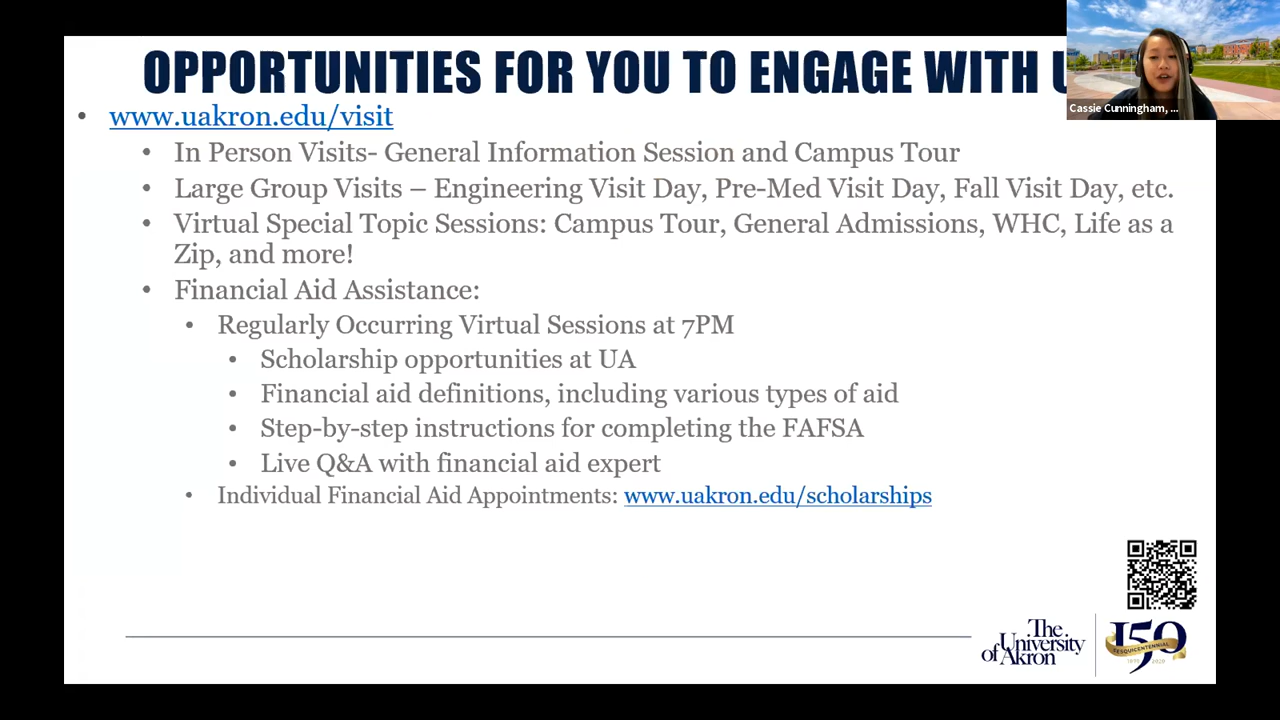 OPPORTUNITIES FOR YOU TO ENGAGE WITH
Cassie Cunningham, ...
• www.uakron.edu/visit
• In Person Visits- General Information Session and Campus Tour
• Large Group Visits – Engineering Visit Day, Pre-Med Visit Day, Fall Visit Day, etc.
• Virtual Special Topic Sessions: Campus Tour, General Admissions, WHC, Life as a
Zip, and more!
• Financial Aid Assistance:
• Regularly Occurring Virtual Sessions at 7PM
• Scholarship opportunities at UA
• Financial aid definitions, including various types of aid
• Step-by-step instructions for completing the FAFSA
• Live Q&A with financial aid expert
• Individual Financial Aid Appointments: www.uakron.edu/scholarships
The
University
of Akron
150
SESQUICENTENNIAL
1870 2020